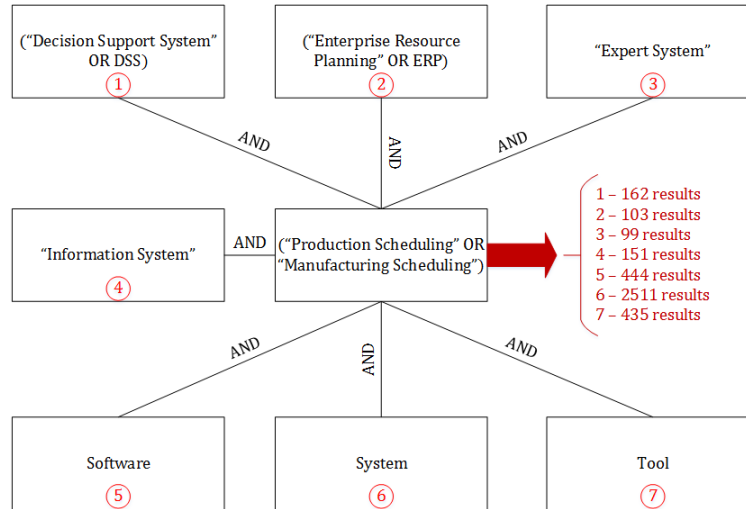 (“Decision Support System”
OR DSS)
1
(“Enterprise Resource
Planning” OR ERP)
2
“Expert System”
3
AND
AND
AND
“Information System”
4
AND
(“Production Scheduling” OR
“Manufacturing Scheduling”)
1 – 162 results
2 – 103 results
3 – 99 results
4 – 151 results
5 – 444 results
6 – 2511 results
7 – 435 results
AND
AND
AND
Software
5
System
6
Tool
7